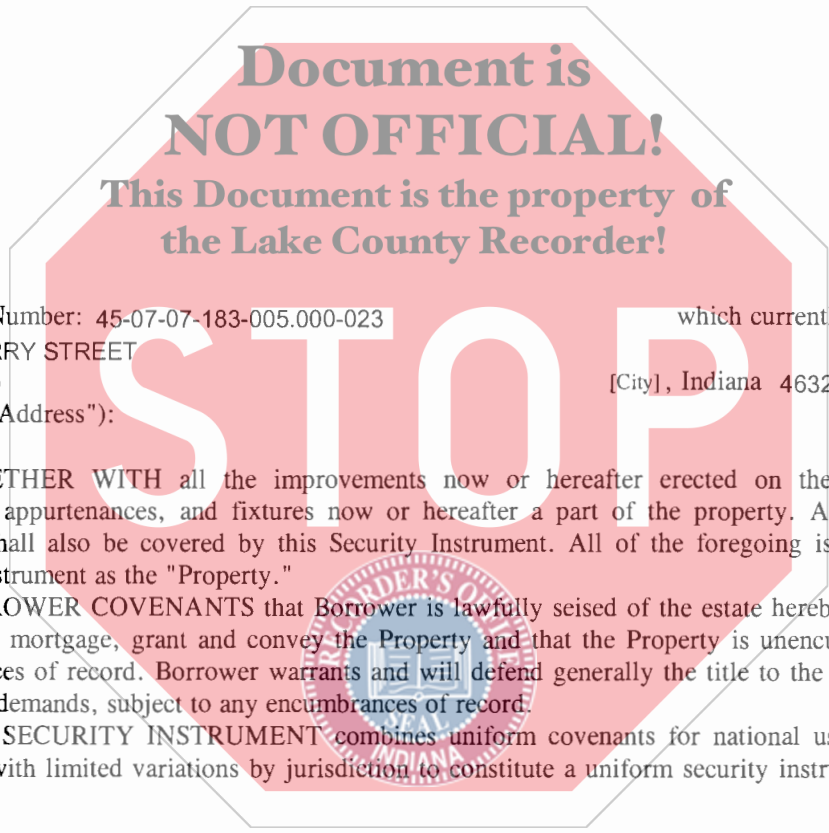 Document is
NOT OFFICIAL!
This Document is the property of
the Lake County Recorder!
Number: 45-07-07-183-005.000-023 which current
RRY STREET
[City], Indiana 4632
Address"):
STOP
ETHER WITH all the improvements now or hereafter erected on the
appurtenances, and fixtures now or hereafter a part of the property. A
hall also be covered by this Security Instrument. All of the foregoing is
strument as the "Property."
OWER COVENANTS that Borrower is lawfully seised of the estate hereb
mortgage, grant and convey the Property and that the Property is unencu
ces of record. Borrower warrants and will defend generally the title to the
demands, subject to any encumbrances of record.
SECURITY INSTRUMENT combines uniform covenants for national us
with limited variations by jurisdiction to constitute a uniform security instr
RECORDER'S OFFICE
SEAL
INDIANA